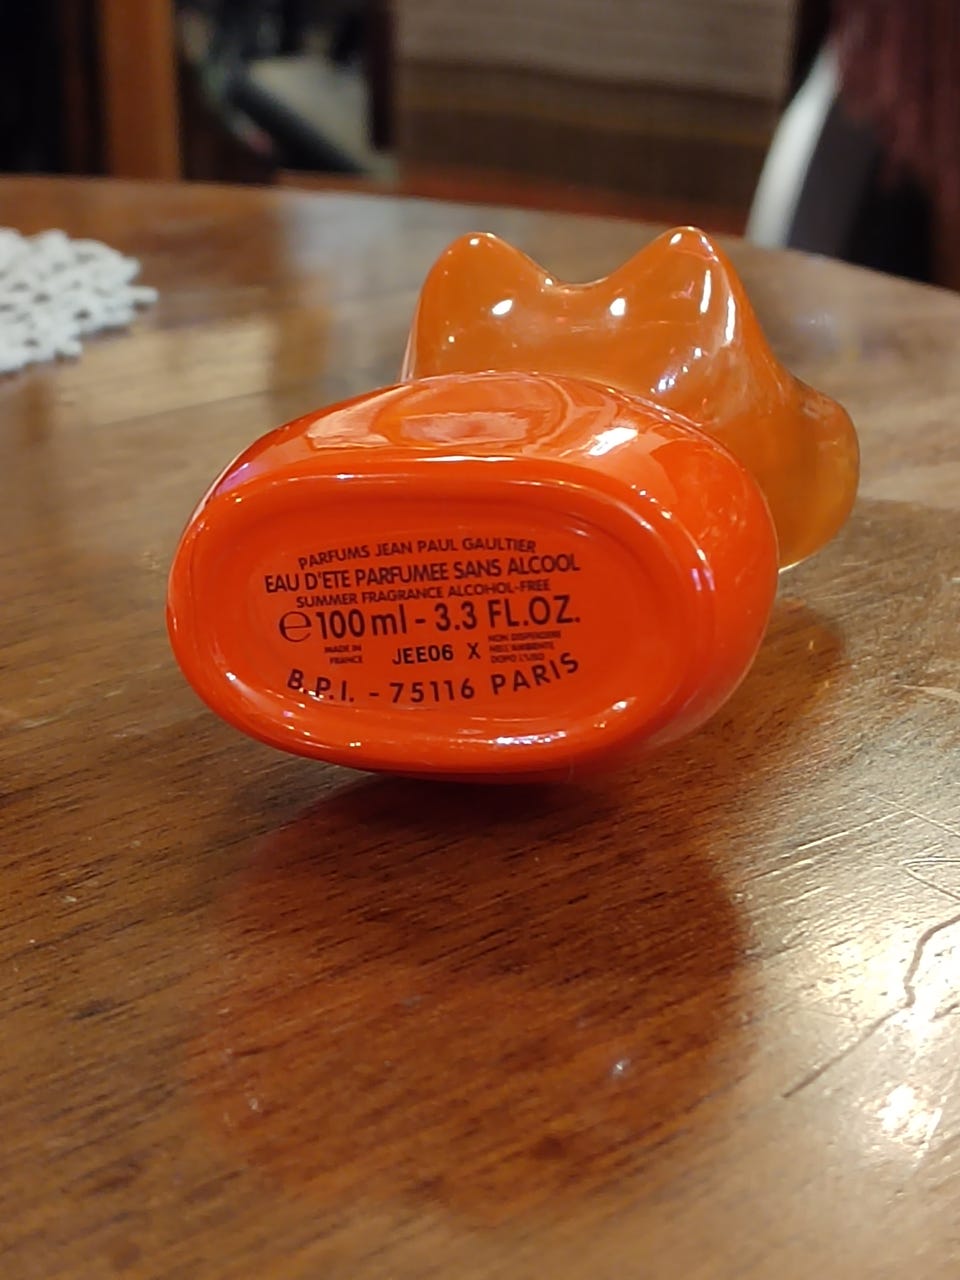 PARFUMS JEAN PAUL GAULTIER
EAU D'ETE PARFUMEE SANS ALCOOL
SUMMER FRAGRANCE ALCOHOL-FREE
℮ 100 ml - 3.3 FL.OZ.
MADE IN
FRANCE
JEE06 X
NON DISPERDERE
NELL'AMBIENTE
DOPO L'USO
B.P.I. - 75116 PARIS